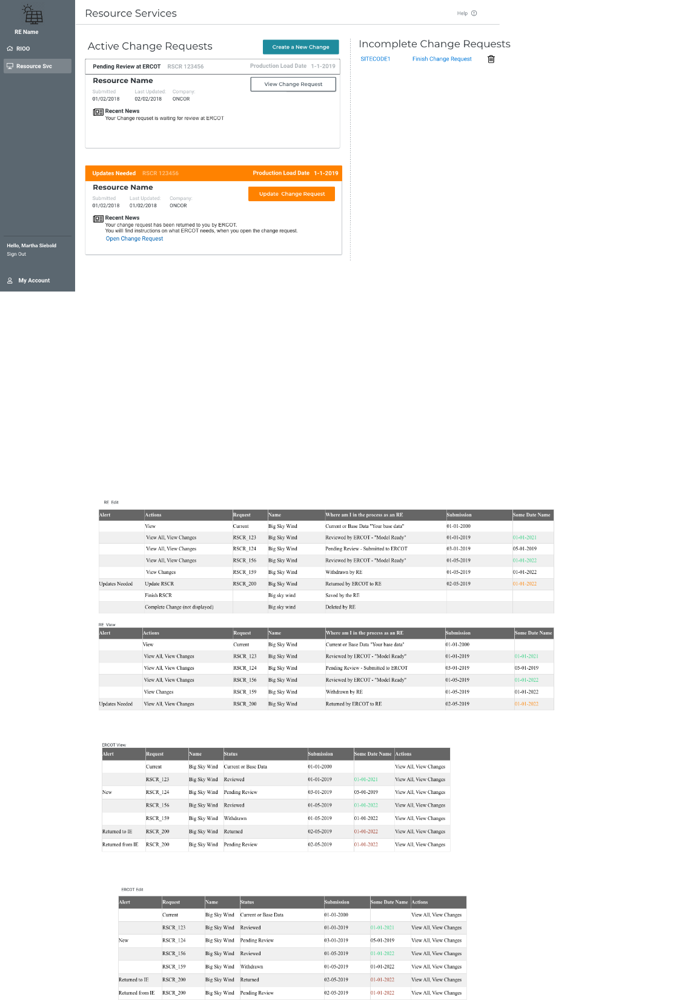 RE Name
RIOO
Resource Svc
Hello, Martha Siebold
Sign Out
My Account
Resource Services
Help
Active Change Requests
Create a New Change
Pending Review at ERCOT RSCR 123456 Production Load Date 1-1-2019
Resource Name
View Change Request
Submitted Last Updated: Company:
01/02/2018 02/02/2018 ONCOR
Recent News
Your Change requset is waiting for review at ERCOT
Updates Needed RSCR 123456 Production Load Date 1-1-2019
Resource Name
Update Change Request
Submitted Last Updated: Company:
01/02/2018 01/02/2018 ONCOR
Recent News
Your change request has been returned to you by ERCOT.
You will find instructions on what ERCOT needs, when you open the change request.
Open Change Request
Incomplete Change Requests
SITECODE1 Finish Change Request
RE Edit
Alert Actions Request Name Where am I in the process as an RE Submission Some Date Name
View Current Big Sky Wind Current or Base Data "Your base data" 01-01-2000
View All, View Changes RSCR_123 Big Sky Wind Reviewed by ERCOT - "Model Ready" 01-01-2019 01-01-2021
View All, View Changes RSCR_124 Big Sky Wind Pending Review - Submitted to ERCOT 03-01-2019 05-01-2019
View All, View Changes RSCR_156 Big Sky Wind Reviewed by ERCOT - "Model Ready" 01-05-2019 01-01-2022
View Changes RSCR_159 Big Sky Wind Withdrawn by RE 01-05-2019 01-01-2022
Updates Needed Update RSCR RSCR_200 Big Sky Wind Returned by ERCOT to RE 02-05-2019 01-01-2022
Finish RSCR Big sky wind Saved by the RE
Complete Change (not displayed) Big sky wind Deleted by RE
RE View
Alert Actions Request Name Where am I in the process as an RE Submission Some Date Name
View Current Big Sky Wind Current or Base Data "Your base data" 01-01-2000
View All, View Changes RSCR_123 Big Sky Wind Reviewed by ERCOT - "Model Ready" 01-01-2019 01-01-2021
View All, View Changes RSCR_124 Big Sky Wind Pending Review - Submitted to ERCOT 03-01-2019 05-01-2019
View All, View Changes RSCR_156 Big Sky Wind Reviewed by ERCOT - "Model Ready" 01-05-2019 01-01-2022
View Changes RSCR_159 Big Sky Wind Withdrawn by RE 01-05-2019 01-01-2022
Updates Needed View All, View Changes RSCR_200 Big Sky Wind Returned by ERCOT to RE 02-05-2019 01-01-2022
ERCOT View
Alert Request Name Status Submission Some Date Name Actions
Current Big Sky Wind Current or Base Data 01-01-2000 View All, View Changes
RSCR_123 Big Sky Wind Reviewed 01-01-2019 01-01-2021 View All, View Changes
New RSCR_124 Big Sky Wind Pending Review 03-01-2019 05-01-2019 View All, View Changes
RSCR_156 Big Sky Wind Reviewed 01-05-2019 01-01-2022 View All, View Changes
RSCR_159 Big Sky Wind Withdrawn 01-05-2019 01-01-2022 View All, View Changes
Returned to IE RSCR_200 Big Sky Wind Returned 02-05-2019 01-01-2022 View All, View Changes
Returned from IE RSCR_200 Big Sky Wind Pending Review 02-05-2019 01-01-2022 View All, View Changes
ERCOT Edit
Alert Request Name Status Submission Some Date Name Actions
Current Big Sky Wind Current or Base Data 01-01-2000 View All, View Changes
RSCR_123 Big Sky Wind Reviewed 01-01-2019 01-01-2021 View All, View Changes
New RSCR_124 Big Sky Wind Pending Review 03-01-2019 05-01-2019 View All, View Changes
RSCR_156 Big Sky Wind Reviewed 01-05-2019 01-01-2022 View All, View Changes
RSCR_159 Big Sky Wind Withdrawn 01-05-2019 01-01-2022 View All, View Changes
Returned to IE RSCR_200 Big Sky Wind Returned 02-05-2019 01-01-2022 View All, View Changes
Returned from IE RSCR_200 Big Sky Wind Pending Review 02-05-2019 01-01-2022 View All, View Changes